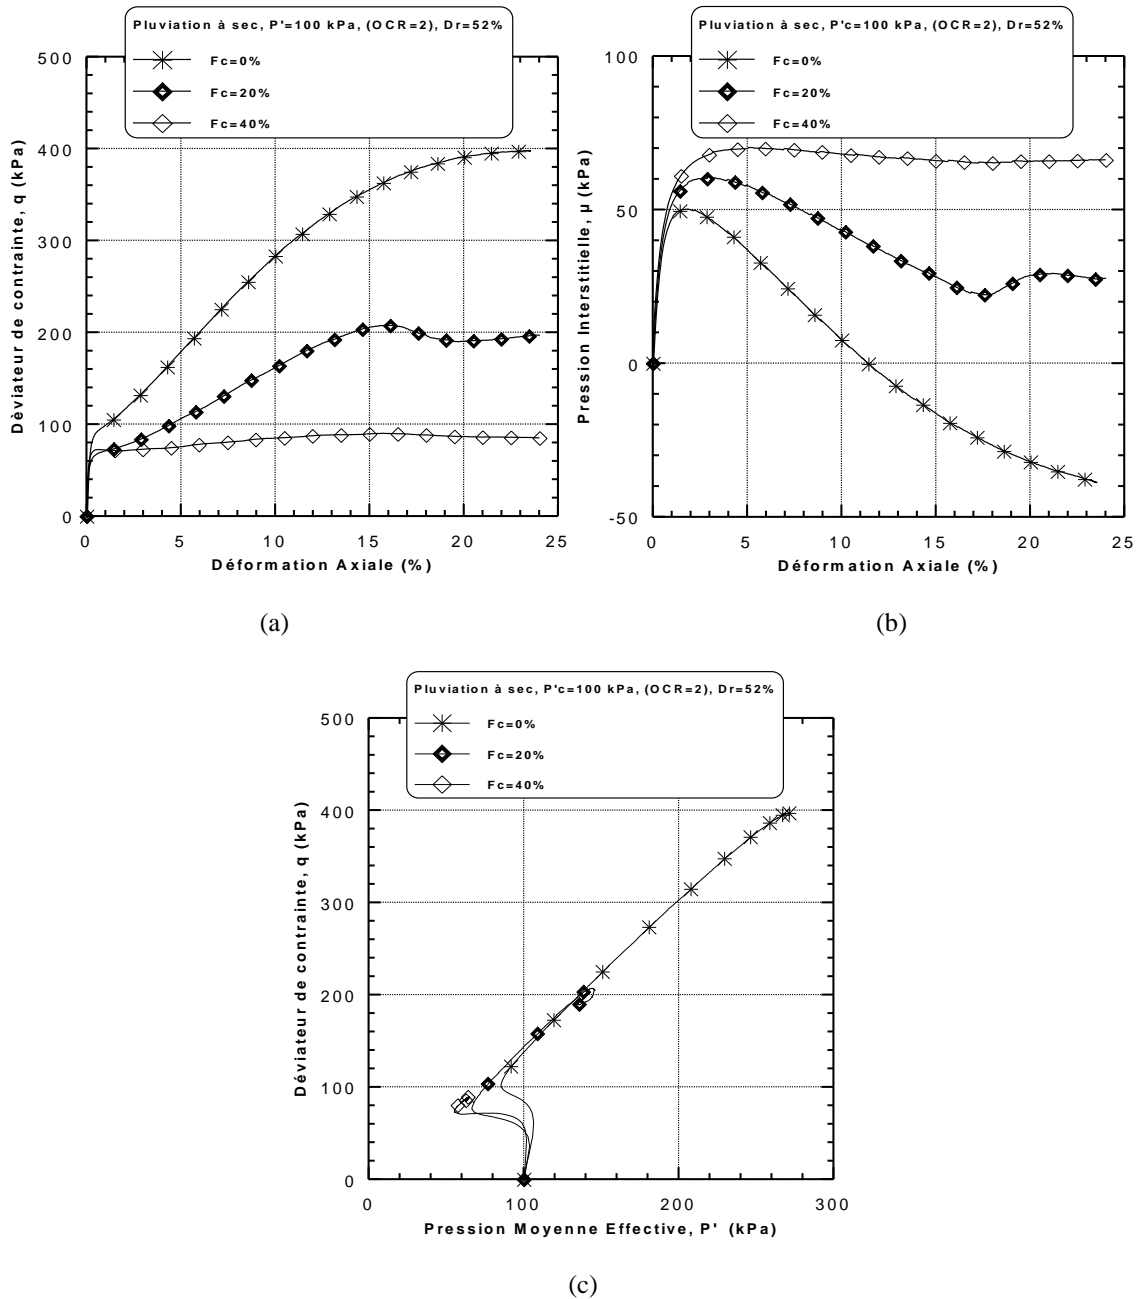 Pluviation à sec, P'=100 kPa, (OCR=2), Dr=52%
Fc=0%
Fc=20%
Fc=40%
500
400
300
200
100
0
Dèviateur de contrainte, q (kPa)
0 5 10 15 20 25
Déformation Axiale (%)
(a)
Pluviation à sec, P'c=100 kPa, (OCR=2), Dr=52%
Fc=0%
Fc=20%
Fc=40%
100
50
0
-50
Pression Interstitielle, µ (kPa)
0 5 10 15 20 25
Déformation Axiale (%)
(b)
Pluviation à sec, P'c=100 kPa, (OCR=2), Dr=52%
Fc=0%
Fc=20%
Fc=40%
500
400
300
200
100
0
Déviateur de contrainte, q (kPa)
0 100 200 300
Pression Moyenne Effective, P' (kPa)
(c)